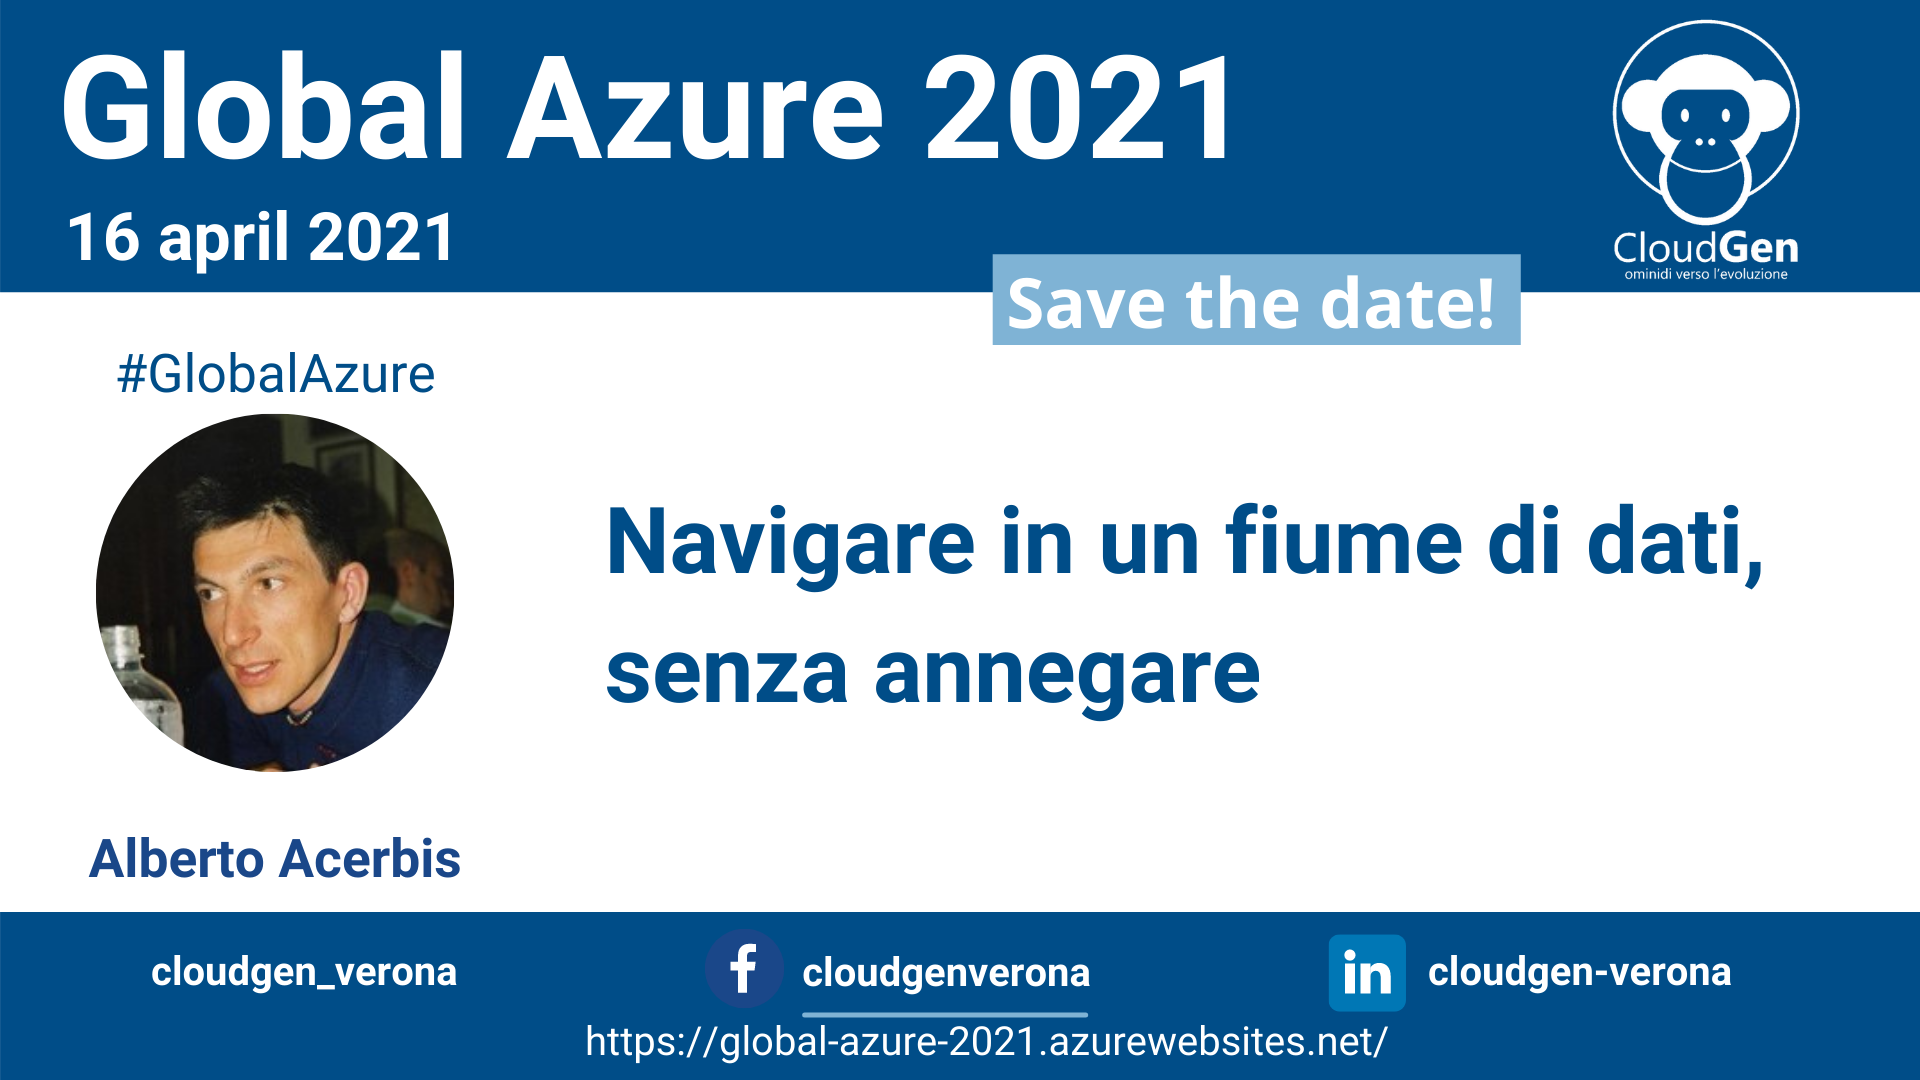 Global Azure 2021
16 april 2021
CloudGen
ominidi verso l'evoluzione
Save the date!
#GlobalAzure
Navigare in un fiume di dati,
senza annegare
Alberto Acerbis
cloudgen_verona
f cloudgenverona
in cloudgen-verona
https://global-azure-2021.azurewebsites.net/